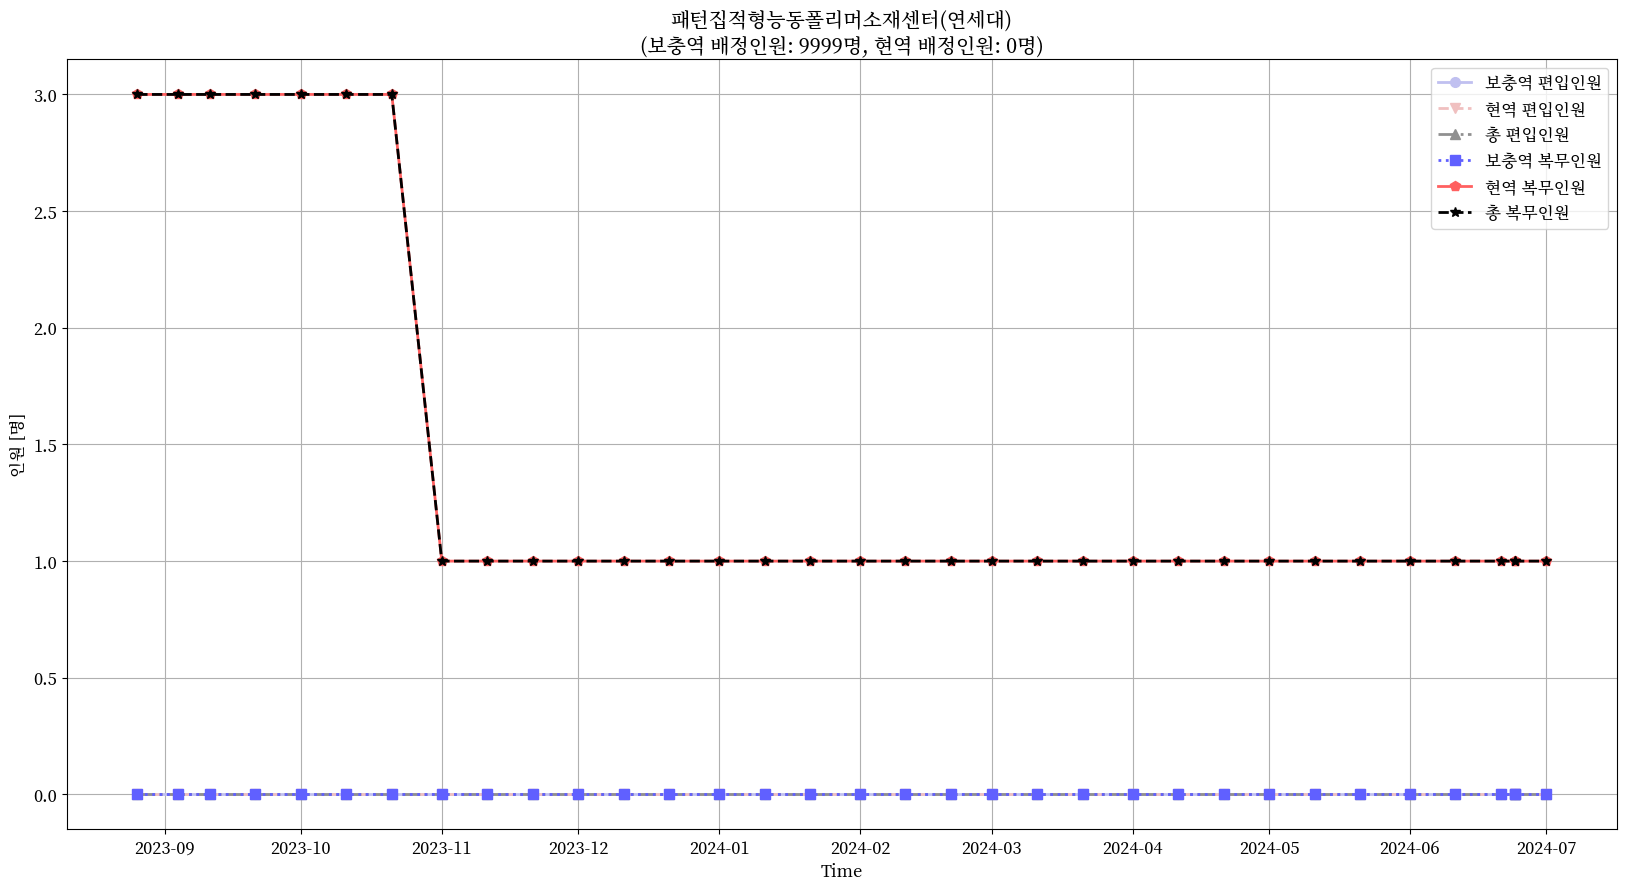 패턴집적형능동폴리머소재센터(연세대)
(보충역 배정인원: 9999명, 현역 배정인원: 0명)
보충역 편입인원
현역 편입인원
총 편입인원
보충역 복무인원
현역 복무인원
총 복무인원
인원 [명]
3.0
2.5
2.0
1.5
1.0
0.5
0.0
2023-09
2023-10
2023-11
2023-12
2024-01
2024-02
2024-03
2024-04
2024-05
2024-06
2024-07
Time